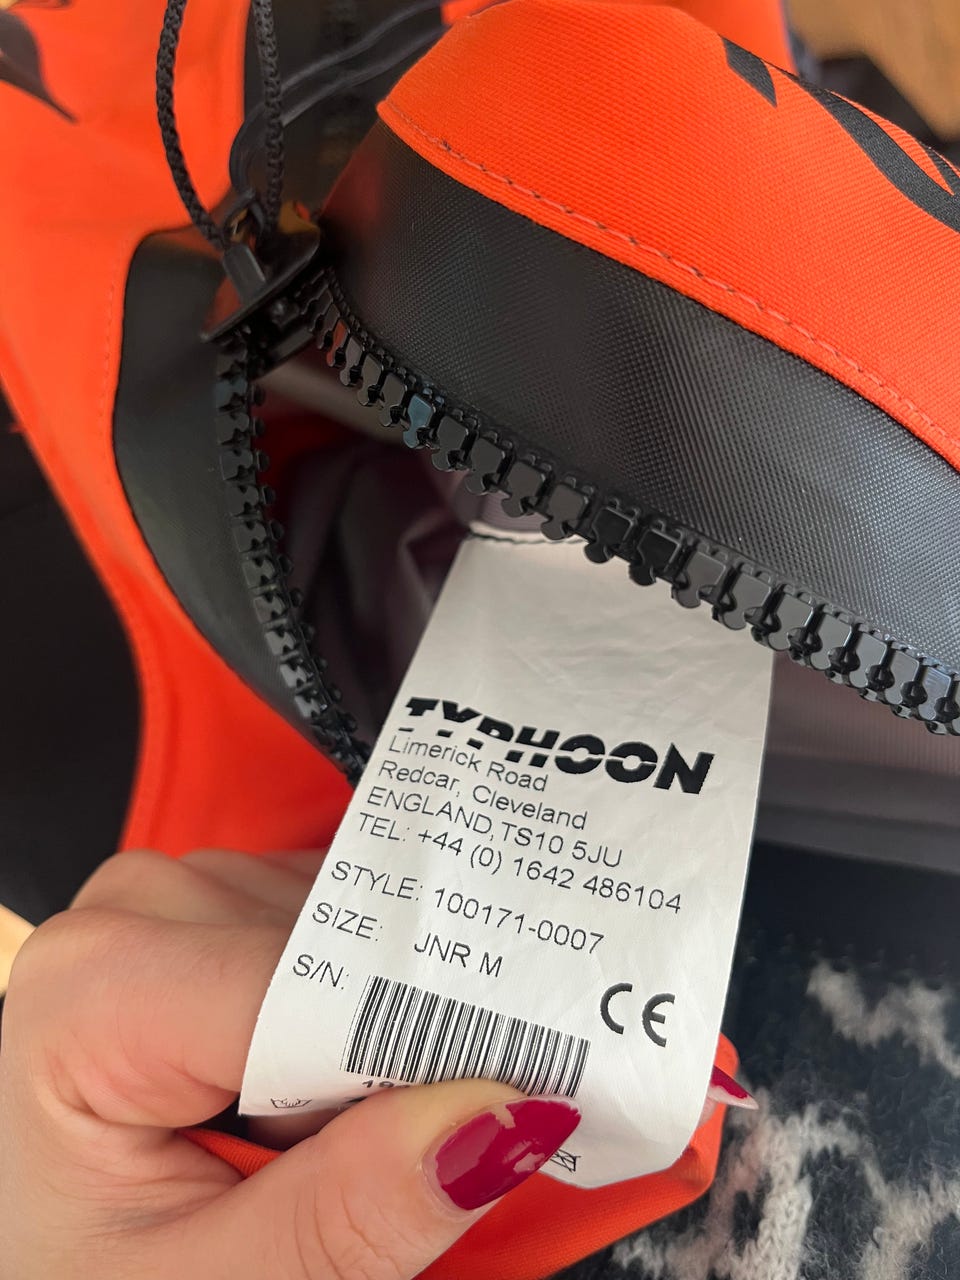 TYPHOON
Limerick Road
Redcar, Cleveland
ENGLAND, TS10 5JU
TEL: +44 (0) 1642 486104
STYLE: 100171-0007
SIZE: JNR M
S/N:
CE